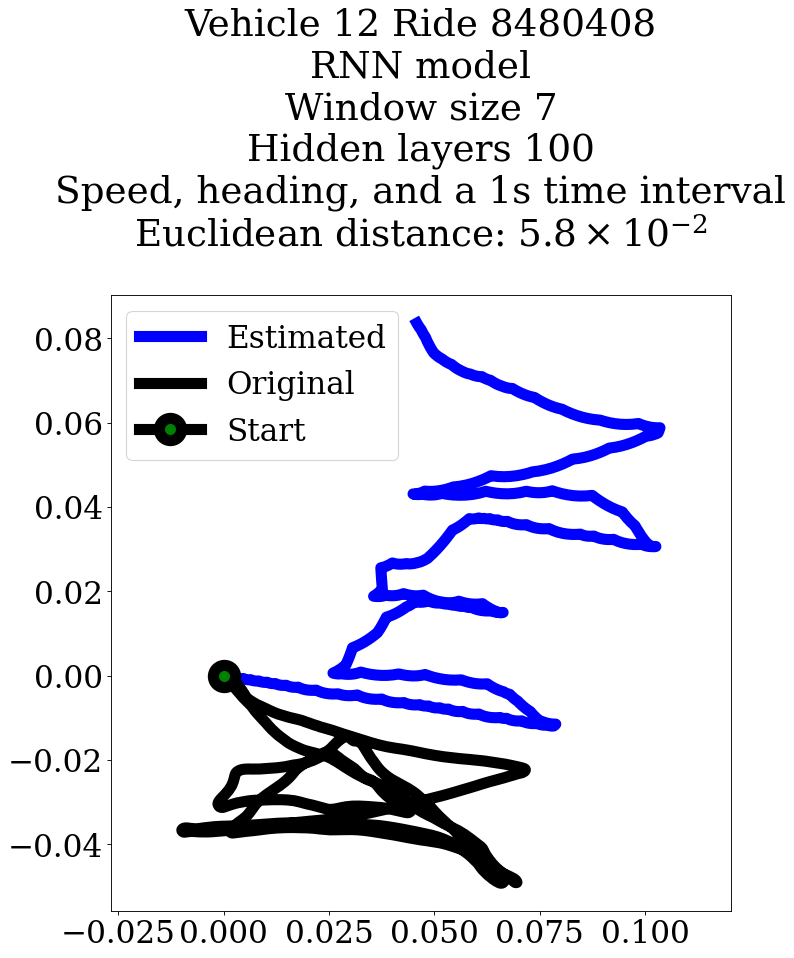 Vehicle 12 Ride 8480408
RNN model
Window size 7
Hidden layers 100
Speed, heading, and a 1s time interval
Euclidean distance: 5.8 × 10⁻²
Estimated
Original
Start
0.08
0.06
0.04
0.02
0.00
−0.02
−0.04
−0.025 0.000 0.025 0.050 0.075 0.100